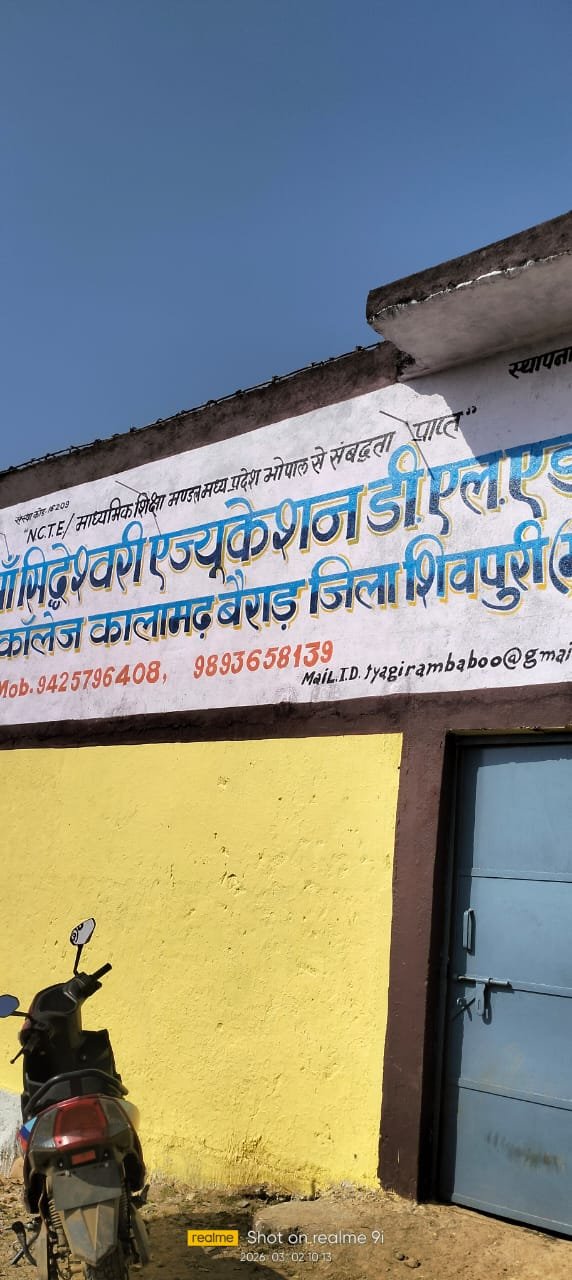 स्थापना
संस्था कोड-
"N.C.T.E/ माध्यमिक शिक्षा मण्डल मध्य प्रदेश भोपाल से संबद्धता प्राप्त"
माँ सिद्धेश्वरी एज्यूकेशन डी.एल.एड
कॉलेज कालामढ़ बैराड़ जिला शिवपुरी (
Mob. 9425796408, 9893658139
MaiL.I.D. tyagirambaboo@gmai
realme Shot on realme 9i
2026/03/02 10:13